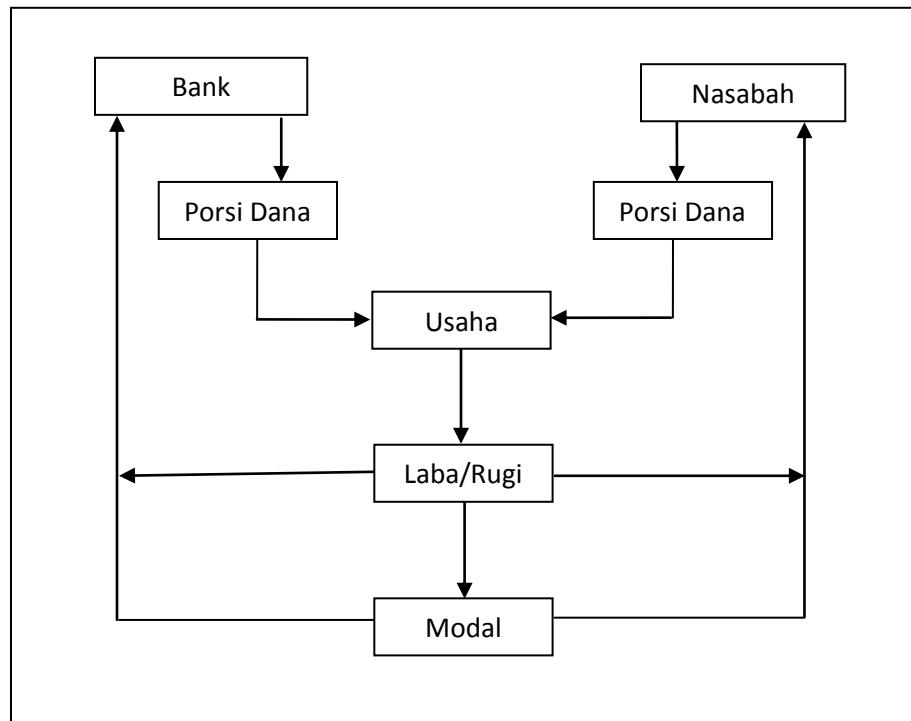 Bank
Nasabah
Porsi Dana
Porsi Dana
Usaha
Laba/Rugi
Modal